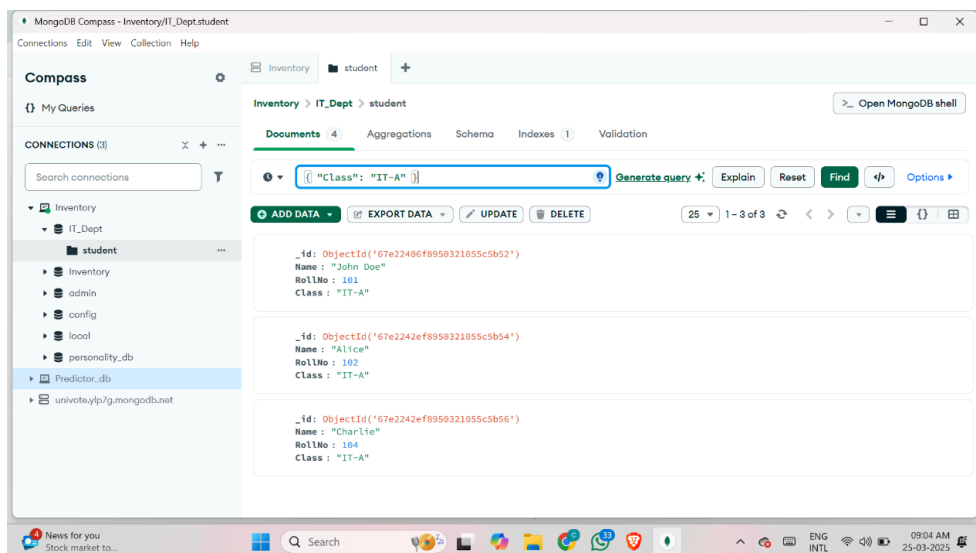 MongoDB Compass - Inventory/IT_Dept.student
Connections Edit View Collection Help
Compass
{} My Queries
CONNECTIONS (3)
Search connections
Inventory
IT_Dept
student
Inventory
admin
config
local
personality_db
Predictor_db
univote.ylp7g.mongodb.net
Inventory student
Inventory > IT_Dept > student
>_ Open MongoDB shell
Documents 4 Aggregations Schema Indexes 1 Validation
{ "Class": "IT-A" }
Generate query Explain Reset Find </> Options
ADD DATA EXPORT DATA UPDATE DELETE
25 1 – 3 of 3 {}
_id: ObjectId('67e22406f8950321055c5b52')
Name : "John Doe"
RollNo : 101
Class : "IT-A"
_id: ObjectId('67e2242ef8950321055c5b54')
Name : "Alice"
RollNo : 102
Class : "IT-A"
_id: ObjectId('67e2242ef8950321055c5b56')
Name : "Charlie"
RollNo : 104
Class : "IT-A"
4
News for you
Stock market to...
Search
33
ENG
INTL
09:04 AM
25-03-2025